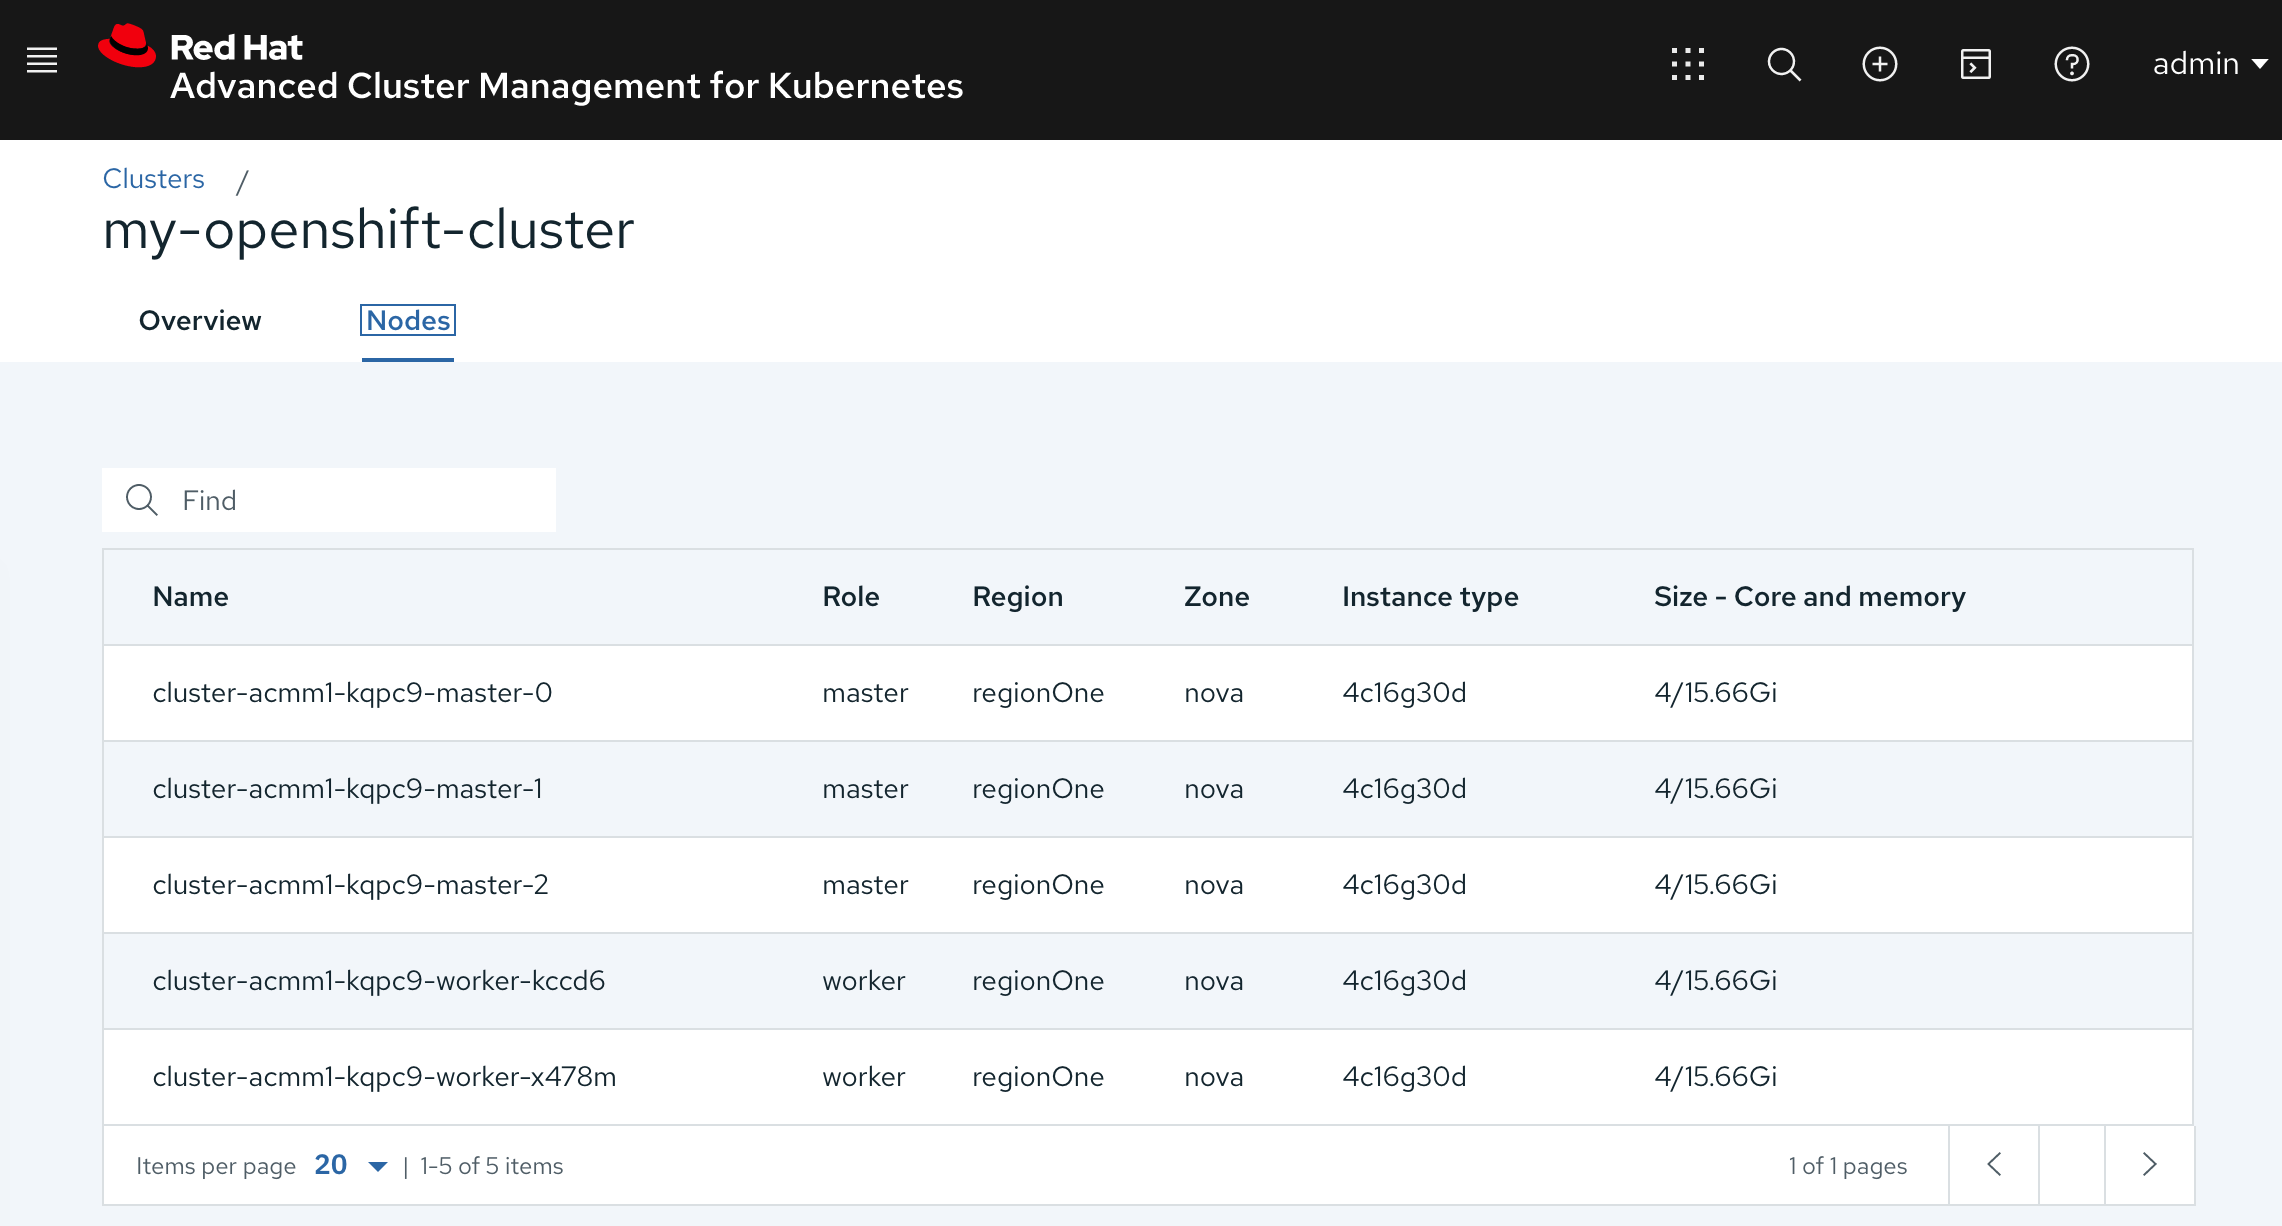 Red Hat
Advanced Cluster Management for Kubernetes
admin
Clusters /
my-openshift-cluster
Overview Nodes
Find
Name Role Region Zone Instance type Size - Core and memory
cluster-acmm1-kqpc9-master-0 master regionOne nova 4c16g30d 4/15.66Gi
cluster-acmm1-kqpc9-master-1 master regionOne nova 4c16g30d 4/15.66Gi
cluster-acmm1-kqpc9-master-2 master regionOne nova 4c16g30d 4/15.66Gi
cluster-acmm1-kqpc9-worker-kccd6 worker regionOne nova 4c16g30d 4/15.66Gi
cluster-acmm1-kqpc9-worker-x478m worker regionOne nova 4c16g30d 4/15.66Gi
Items per page 20 | 1-5 of 5 items 1 of 1 pages